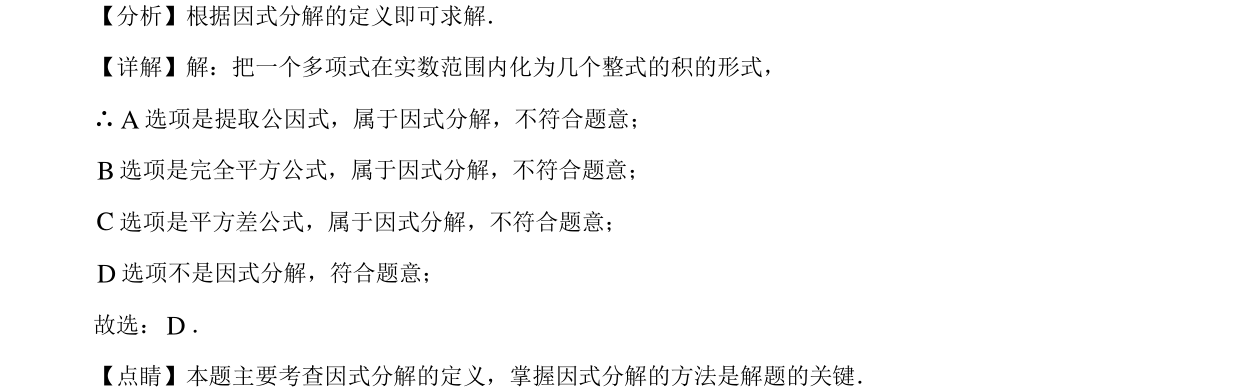 【分析】根据因式分解的定义即可求解．
【详解】解：把一个多项式在实数范围内化为几个整式的积的形式，
∴ A 选项是提取公因式，属于因式分解，不符合题意；
B 选项是完全平方公式，属于因式分解，不符合题意；
C 选项是平方差公式，属于因式分解，不符合题意；
D 选项不是因式分解，符合题意；
故选： D ．
【点睛】本题主要考查因式分解的定义，掌握因式分解的方法是解题的关键．